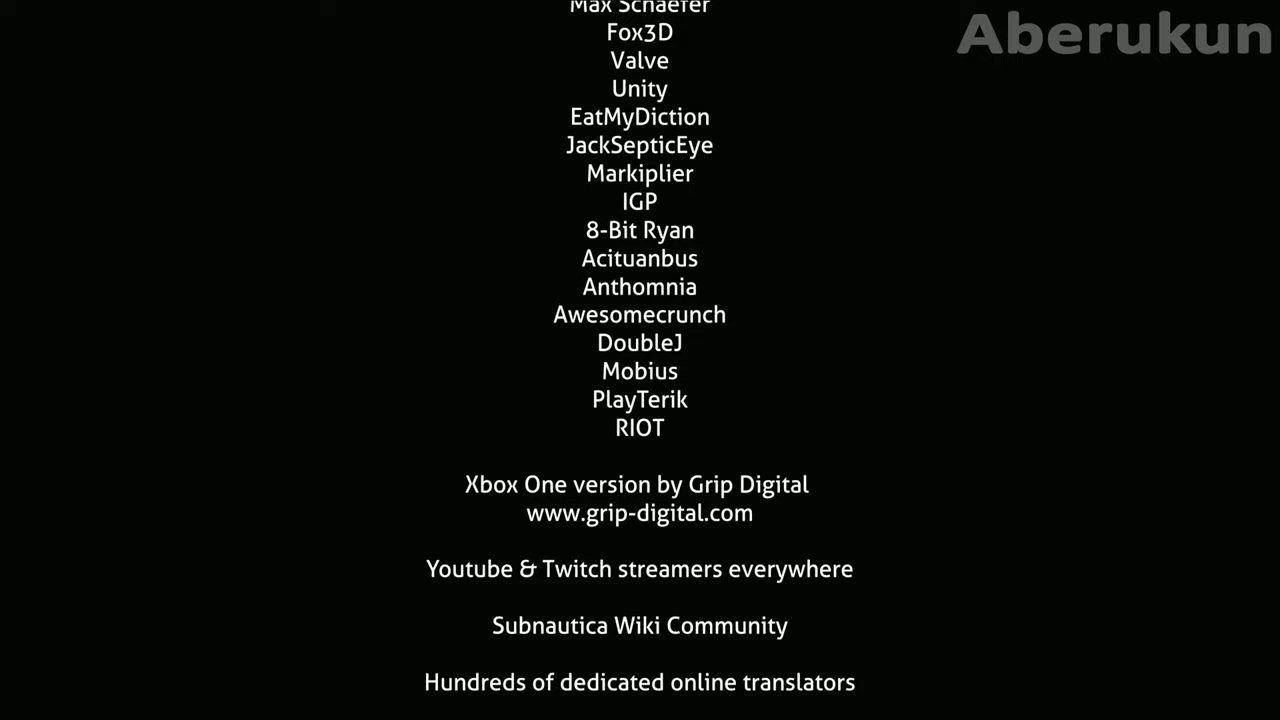 Max Schaefer
Aberukun
Fox3D
Valve
Unity
EatMyDiction
JackSepticEye
Markiplier
IGP
8-Bit Ryan
Acituanbus
Anthomnia
Awesomecrunch
DoubleJ
Mobius
PlayTerik
RIOT
Xbox One version by Grip Digital
www.grip-digital.com
Youtube & Twitch streamers everywhere
Subnautica Wiki Community
Hundreds of dedicated online translators